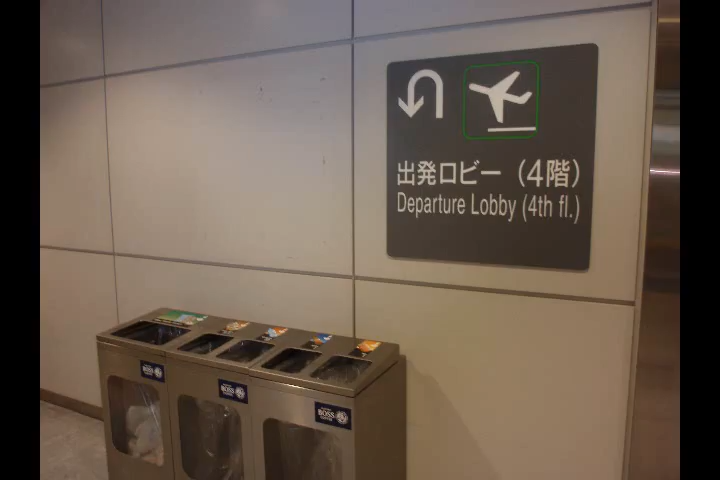 出発ロビー（4階）
Departure Lobby (4th fl.)
BOSS
BOSS
BOSS